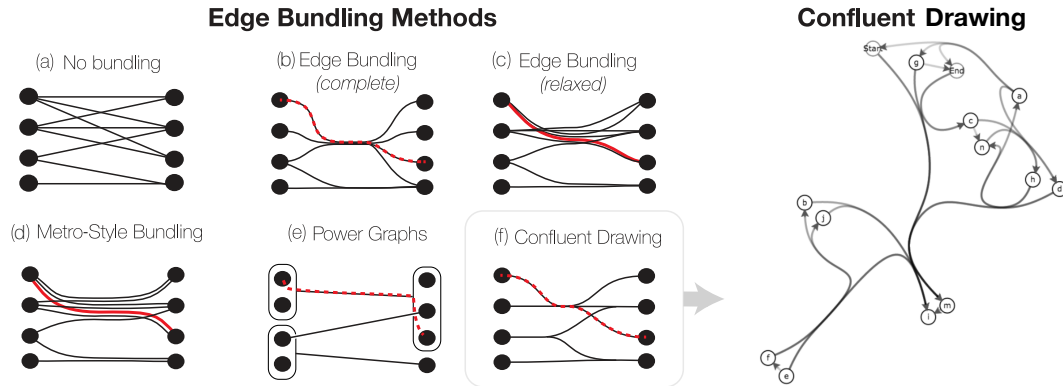 Edge Bundling Methods
Confluent Drawing
(a) No bundling
(b) Edge Bundling
(complete)
(c) Edge Bundling
(relaxed)
(d) Metro-Style Bundling
(e) Power Graphs
(f) Confluent Drawing
Start
g
End
a
c
n
h
d
b
j
m
i
f
e